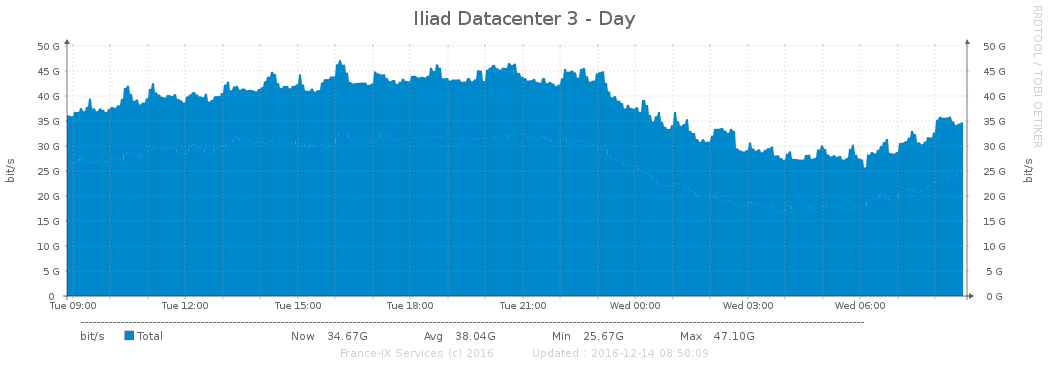 Iliad Datacenter 3 - Day
RRDTOOL / TOBI OETIKER
bit/s
bit/s
50 G 50 G
45 G 45 G
40 G 40 G
35 G 35 G
30 G 30 G
25 G 25 G
20 G 20 G
15 G 15 G
10 G 10 G
5 G 5 G
0 0 G
Tue 09:00 Tue 12:00 Tue 15:00 Tue 18:00 Tue 21:00 Wed 00:00 Wed 03:00 Wed 06:00
bit/s Total Now 34.67G Avg 38.04G Min 25.67G Max 47.10G
France-IX Services (c) 2016 Updated : 2016-12-14 08:50:09